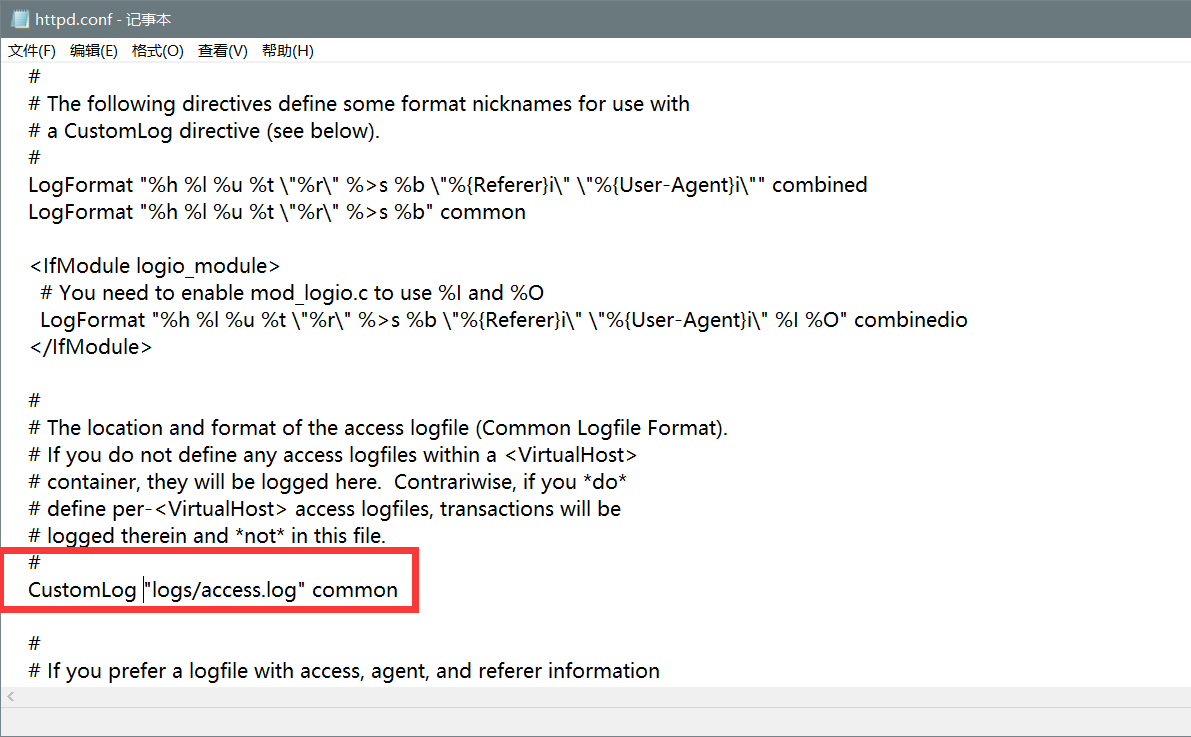 httpd.conf - 记事本
文件(F) 编辑(E) 格式(O) 查看(V) 帮助(H)
#
# The following directives define some format nicknames for use with
# a CustomLog directive (see below).
#
LogFormat "%h %l %u %t \"%r\" %>s %b \"%{Referer}i\" \"%{User-Agent}i\"" combined
LogFormat "%h %l %u %t \"%r\" %>s %b" common
<IfModule logio_module>
# You need to enable mod_logio.c to use %I and %O
LogFormat "%h %l %u %t \"%r\" %>s %b \"%{Referer}i\" \"%{User-Agent}i\" %I %O" combinedio
</IfModule>
#
# The location and format of the access logfile (Common Logfile Format).
# If you do not define any access logfiles within a <VirtualHost>
# container, they will be logged here.  Contrariwise, if you *do*
# define per-<VirtualHost> access logfiles, transactions will be
# logged therein and *not* in this file.
#
CustomLog "logs/access.log" common
#
# If you prefer a logfile with access, agent, and referer information